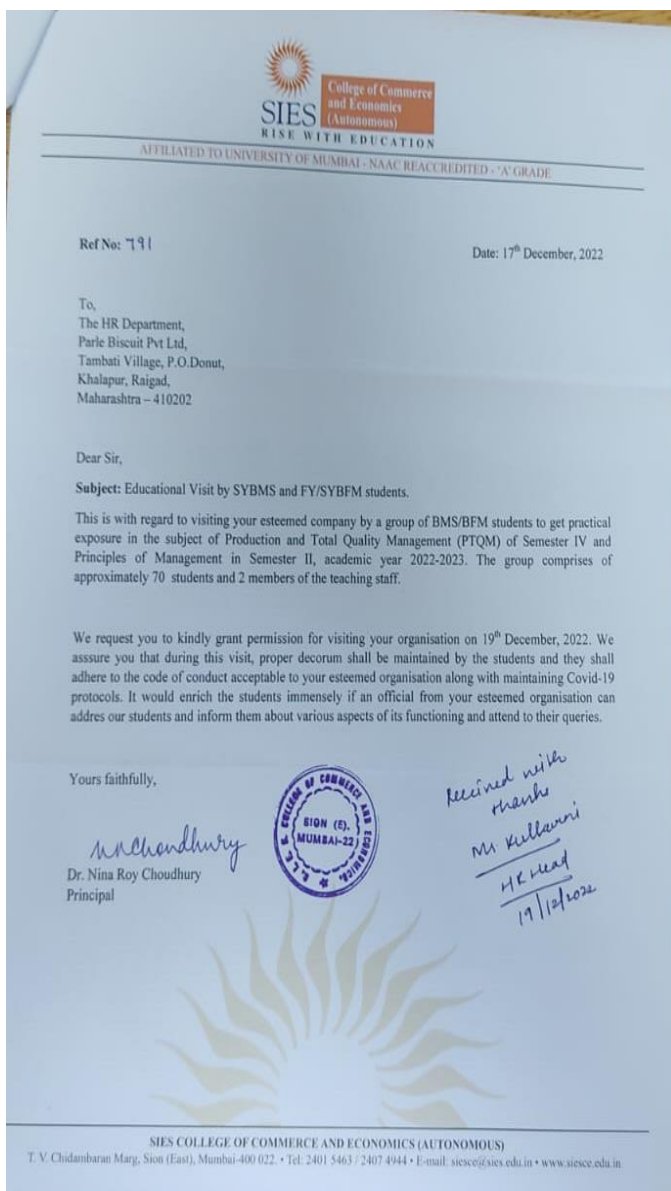 SIES
College of Commerce
and Economics
(Autonomous)
RISE WITH EDUCATION
AFFILIATED TO UNIVERSITY OF MUMBAI - NAAC REACCREDITED - 'A' GRADE
Ref No: 791
Date: 17th December, 2022
To,
The HR Department,
Parle Biscuit Pvt Ltd,
Tambati Village, P.O.Donut,
Khalapur, Raigad,
Maharashtra – 410202
Dear Sir,
Subject: Educational Visit by SYBMS and FY/SYBFM students.
This is with regard to visiting your esteemed company by a group of BMS/BFM students to get practical
exposure in the subject of Production and Total Quality Management (PTQM) of Semester IV and
Principles of Management in Semester II, academic year 2022-2023. The group comprises of
approximately 70 students and 2 members of the teaching staff.
We request you to kindly grant permission for visiting your organisation on 19th December, 2022. We
asssure you that during this visit, proper decorum shall be maintained by the students and they shall
adhere to the code of conduct acceptable to your esteemed organisation along with maintaining Covid-19
protocols. It would enrich the students immensely if an official from your esteemed organisation can
addres our students and inform them about various aspects of its functioning and attend to their queries.
Yours faithfully,
Dr. Nina Roy Choudhury
Principal
S.I.E.S. COLLEGE OF COMMERCE AND ECONOMICS
SION (E).
MUMBAI-22
Received with
thanks
HR Head
19/12/2022
SIES COLLEGE OF COMMERCE AND ECONOMICS (AUTONOMOUS)
T. V. Chidambaran Marg, Sion (East), Mumbai-400 022. • Tel: 2401 5463 / 2407 4944 • E-mail: siesce@sies.edu.in • www.siesce.edu.in